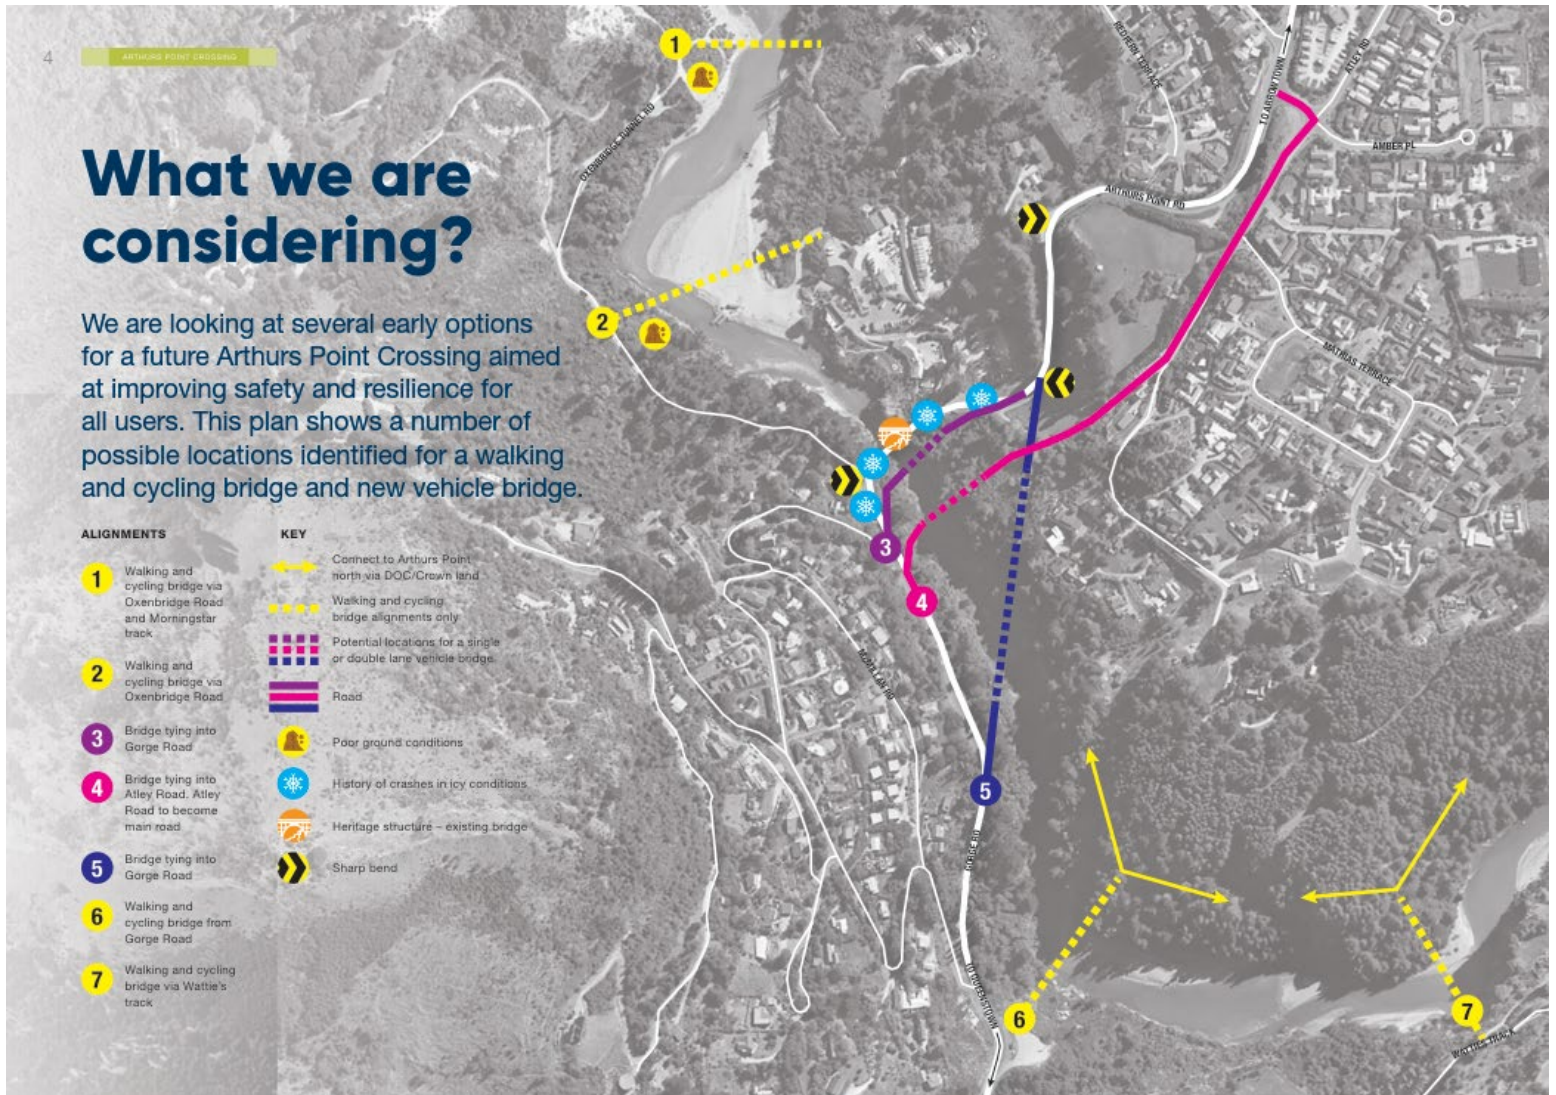 4
ARTHURS POINT CROSSING
What we are
considering?
We are looking at several early options
for a future Arthurs Point Crossing aimed
at improving safety and resilience for
all users. This plan shows a number of
possible locations identified for a walking
and cycling bridge and new vehicle bridge.
ALIGNMENTS
1
Walking and
cycling bridge via
Oxenbridge Road
and Morningstar
track
2
Walking and
cycling bridge via
Oxenbridge Road
3
Bridge tying into
Gorge Road
4
Bridge tying into
Atley Road. Atley
Road to become
main road
5
Bridge tying into
Gorge Road
6
Walking and
cycling bridge from
Gorge Road
7
Walking and cycling
bridge via Wattie's
track
KEY
Connect to Arthurs Point
north via DOC/Crown land
Walking and cycling
bridge alignments only
Potential locations for a single
or double lane vehicle bridge
Road
Poor ground conditions
History of crashes in icy conditions
Heritage structure – existing bridge
Sharp bend
1
OXENBRIDGE TUNNEL RD
2
REDFERN TERRACE
TO ARROWTOWN
ATLEY RD
AMBER PL
ARTHURS POINT RD
MATHIAS TERRACE
3
4
MCMILLAN RD
5
GORGE RD
TO QUEENSTOWN
6
7
WATTIES TRACK